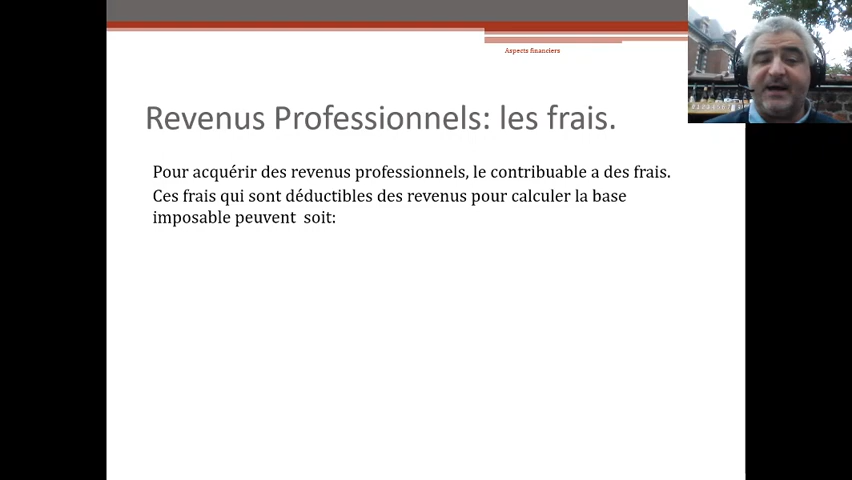 Aspects financiers
Revenus Professionnels: les frais.
Pour acquérir des revenus professionnels, le contribuable a des frais.
Ces frais qui sont déductibles des revenus pour calculer la base
imposable peuvent  soit: